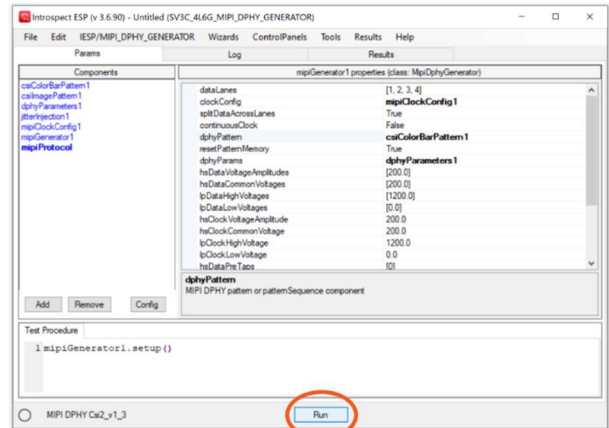 Introspect ESP (v 3.6.90) - Untitled (SV3C_4L6G_MIPI_DPHY_GENERATOR)
File Edit IESP/MIPI_DPHY_GENERATOR Wizards ControlPanels Tools Results Help
Params Log Results
Components
csiColorBarPattern1
csiImagePattern1
dphyParameters1
jitterInjection1
mipiClockConfig1
mipiGenerator1
mipiProtocol
Add Remove Config
mipiGenerator1 properties (class: MipiDphyGenerator)
dataLanes [1, 2, 3, 4]
clockConfig mipiClockConfig1
splitDataAcrossLanes True
continuousClock False
dphyPattern csiColorBarPattern1
resetPatternMemory True
dphyParams dphyParameters1
hsDataVoltageAmplitudes [200.0]
hsDataCommonVoltages [200.0]
lpDataHighVoltages [1200.0]
lpDataLowVoltages [0.0]
hsClockVoltageAmplitude 200.0
hsClockCommonVoltage 200.0
lpClockHighVoltage 1200.0
lpClockLowVoltage 0.0
hsDataPreTaps [0]
dphyPattern
MIPI DPHY pattern or patternSequence component
Test Procedure
1 mipiGenerator1.setup()
MIPI DPHY Csi2_v1_3 Run